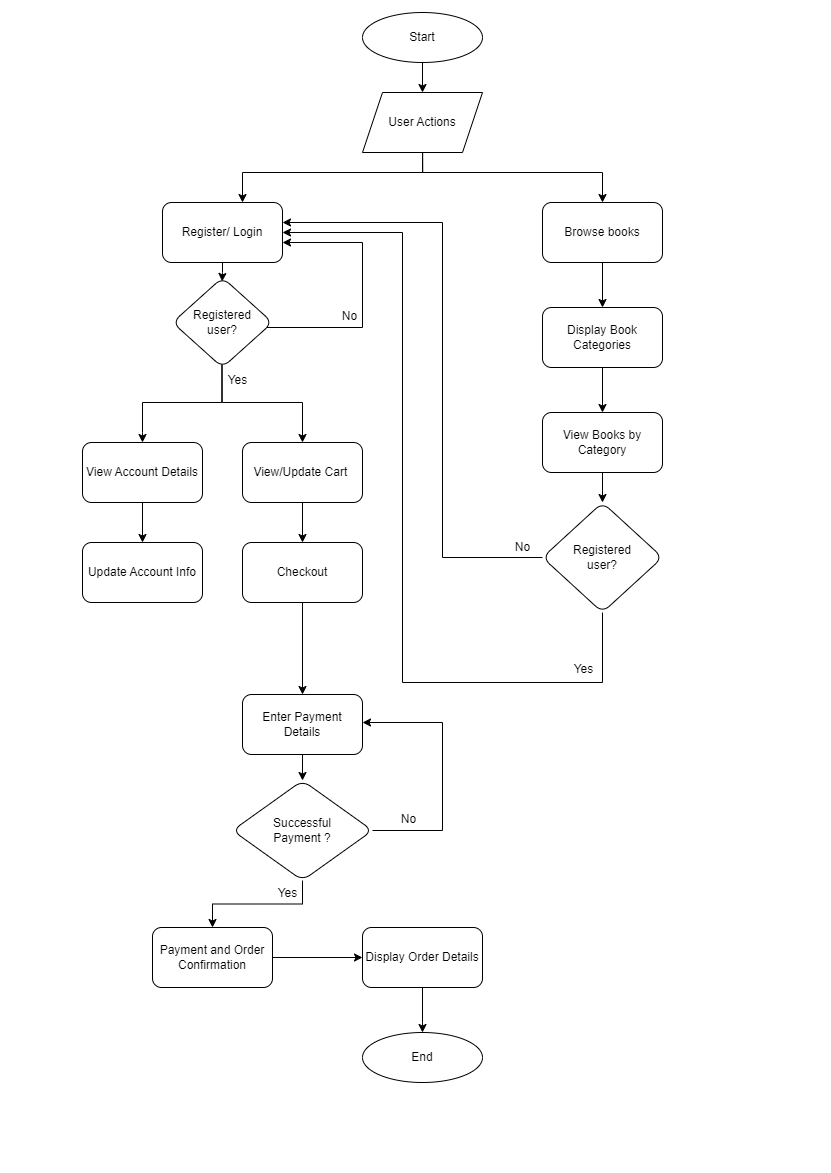 Start
User Actions
Register/ Login
Browse books
Registered
user?
No
Display Book
Categories
Yes
View Account Details
View/Update Cart
View Books by
Category
Update Account Info
Checkout
No
Registered
user?
Yes
Enter Payment
Details
Successful
Payment ?
No
Yes
Payment and Order
Confirmation
Display Order Details
End